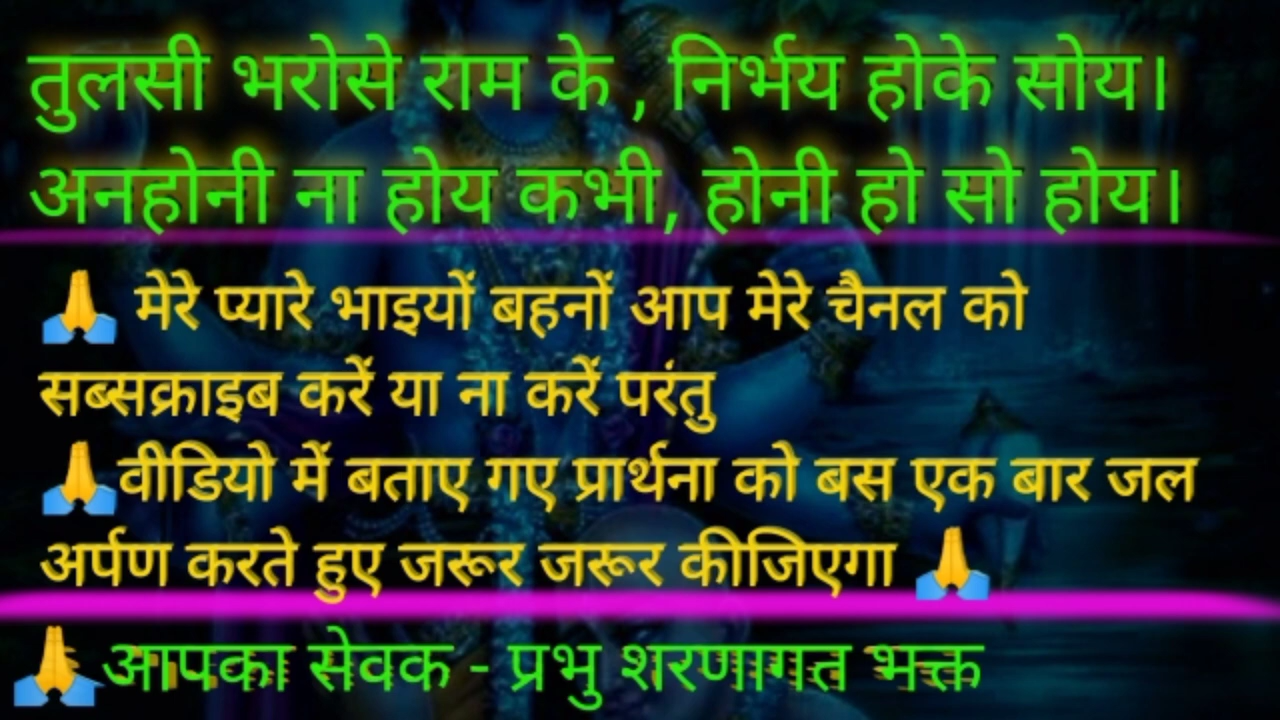 तुलसी भरोसे राम के , निर्भय होके सोय।
अनहोनी ना होय कभी, होनी हो सो होय।
🙏 मेरे प्यारे भाइयों बहनों आप मेरे चैनल को
सब्सक्राइब करें या ना करें परंतु
🙏वीडियो में बताए गए प्रार्थना को बस एक बार जल
अर्पण करते हुए जरूर जरूर कीजिएगा 🙏
🙏आपका सेवक - प्रभु शरणागत भक्त